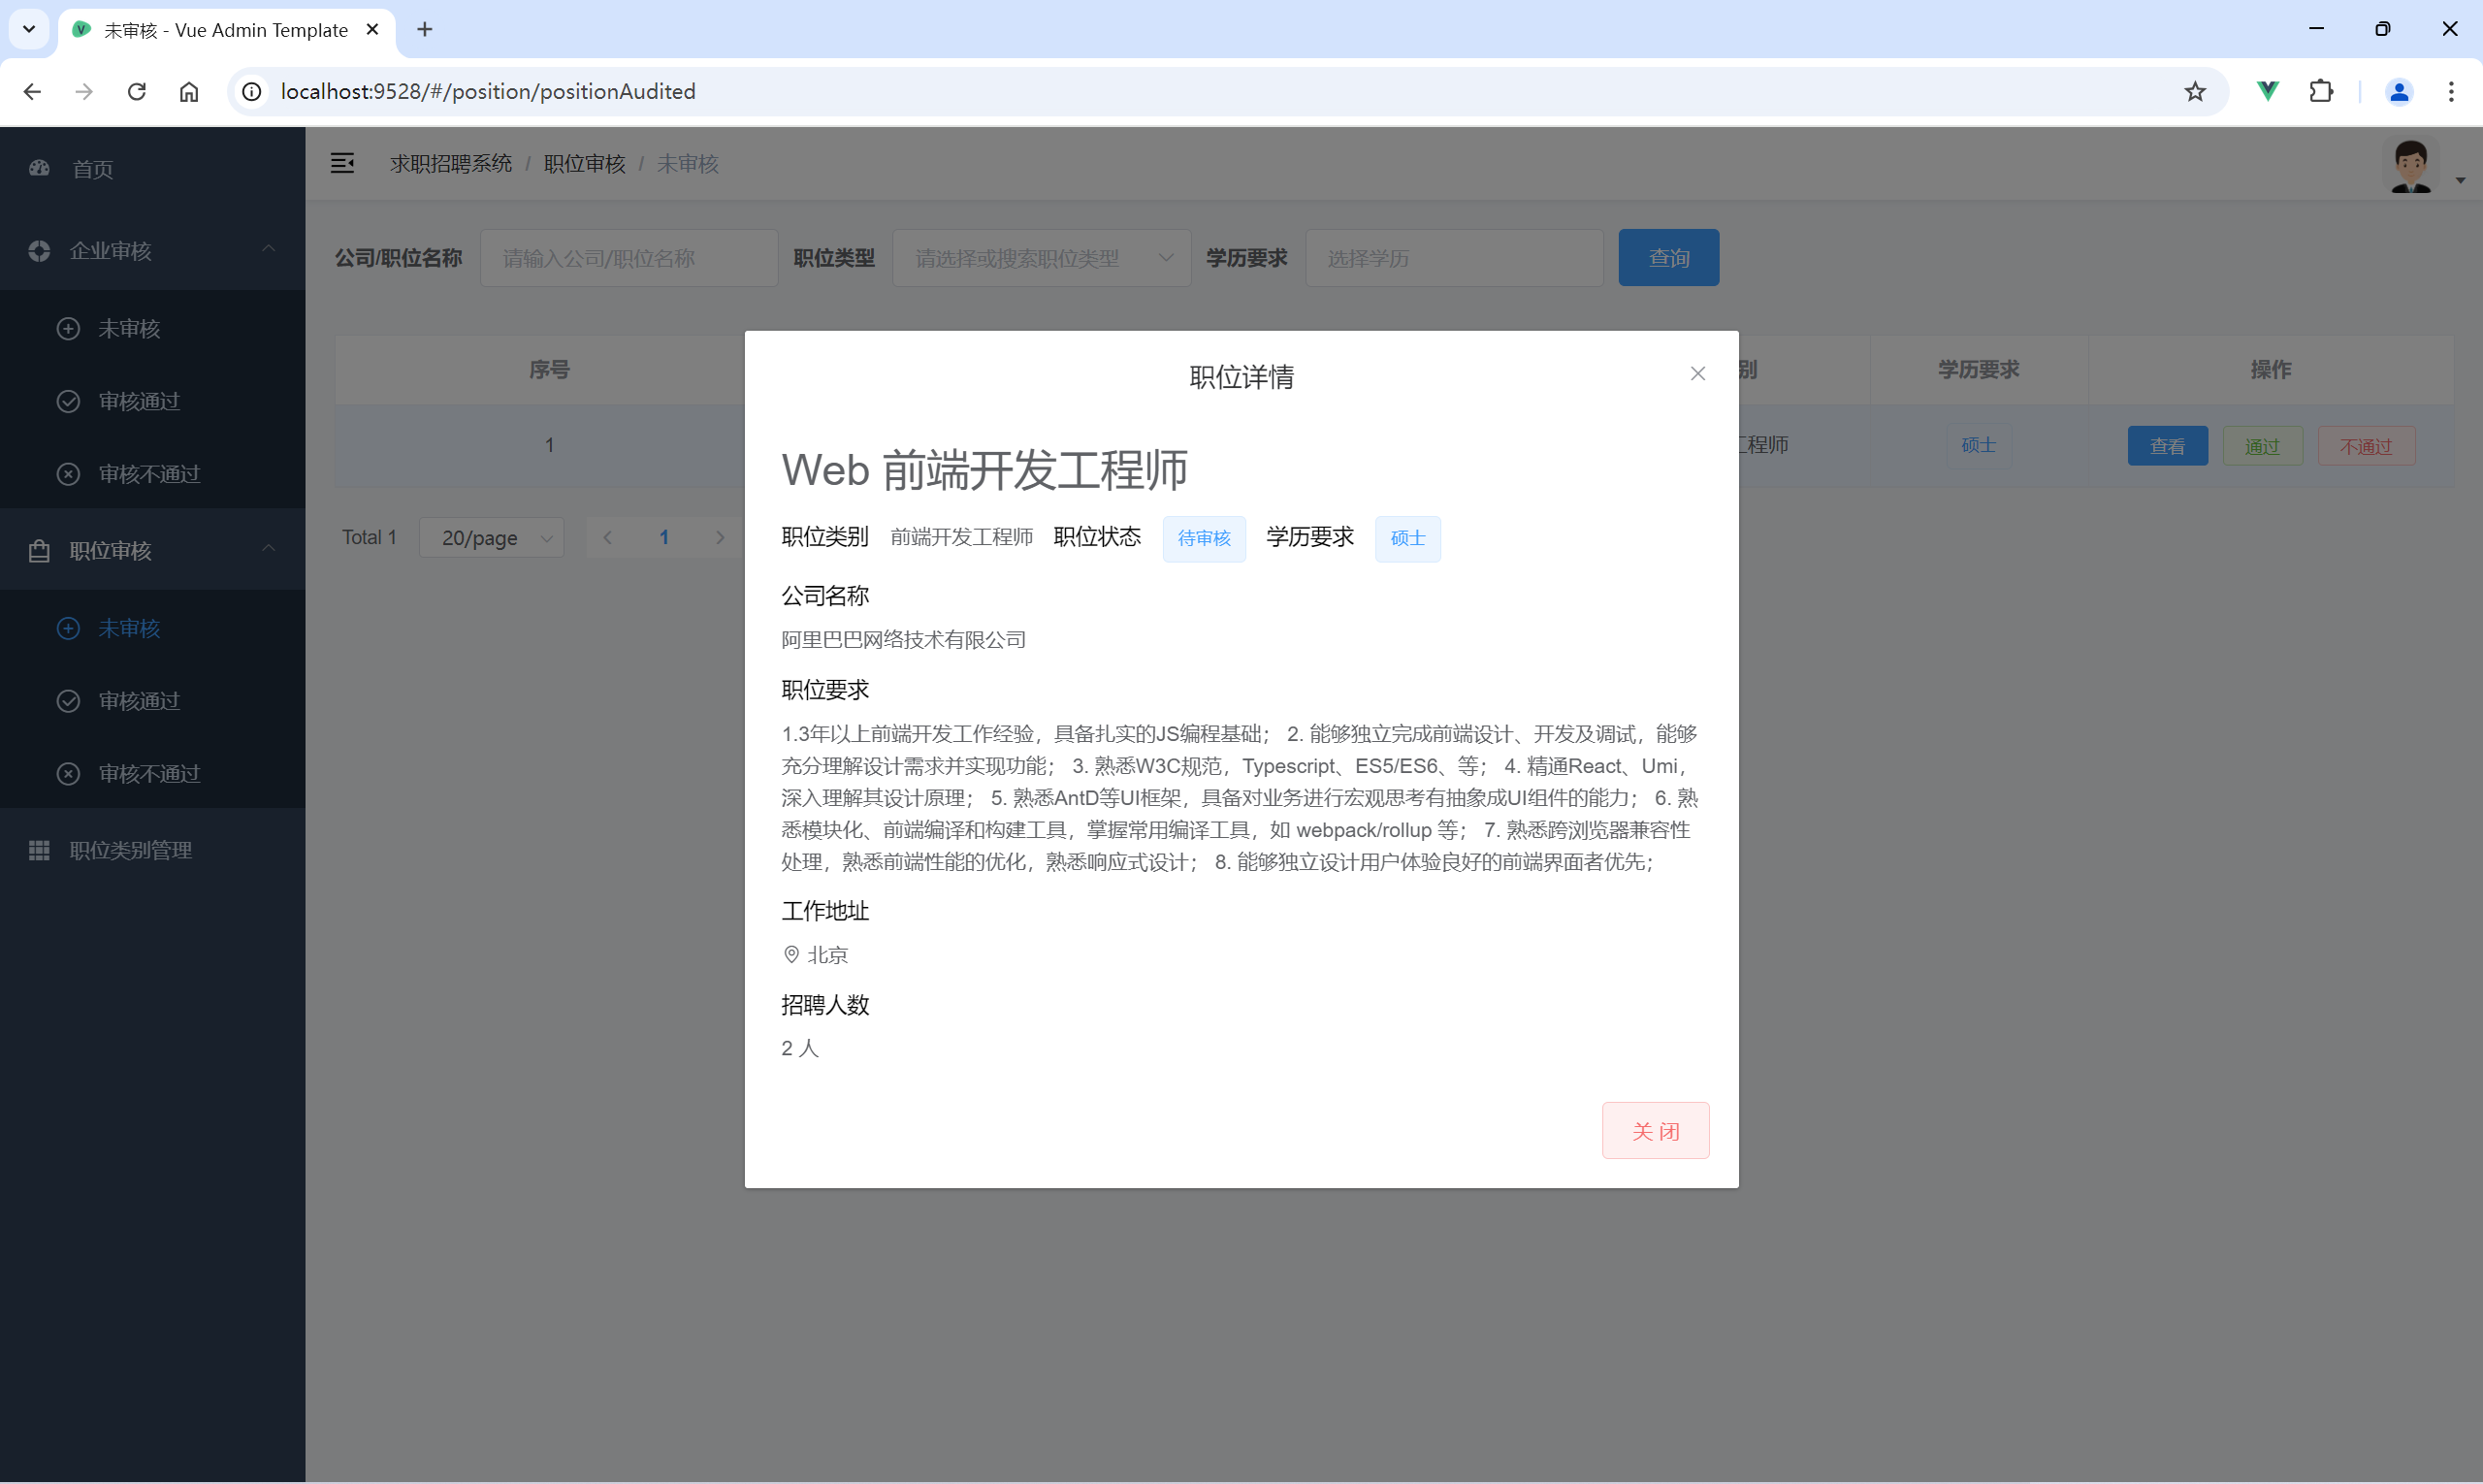 未审核 - Vue Admin Template
localhost:9528/#/position/positionAudited
首页
企业审核
未审核
审核通过
审核不通过
职位审核
未审核
审核通过
审核不通过
职位类别管理
求职招聘系统 / 职位审核 / 未审核
公司/职位名称 请输入公司/职位名称 职位类型 请选择或搜索职位类型 学历要求 选择学历 查询
序号 别 学历要求 操作
1 工程师 硕士 查看 通过 不通过
Total 1 20/page 1
职位详情
Web 前端开发工程师
职位类别 前端开发工程师 职位状态 待审核 学历要求 硕士
公司名称
阿里巴巴网络技术有限公司
职位要求
1.3年以上前端开发工作经验，具备扎实的JS编程基础； 2. 能够独立完成前端设计、开发及调试，能够
充分理解设计需求并实现功能； 3. 熟悉W3C规范，Typescript、ES5/ES6、等； 4. 精通React、Umi，
深入理解其设计原理； 5. 熟悉AntD等UI框架，具备对业务进行宏观思考有抽象成UI组件的能力； 6. 熟
悉模块化、前端编译和构建工具，掌握常用编译工具，如 webpack/rollup 等； 7. 熟悉跨浏览器兼容性
处理，熟悉前端性能的优化，熟悉响应式设计； 8. 能够独立设计用户体验良好的前端界面者优先；
工作地址
北京
招聘人数
2 人
关 闭